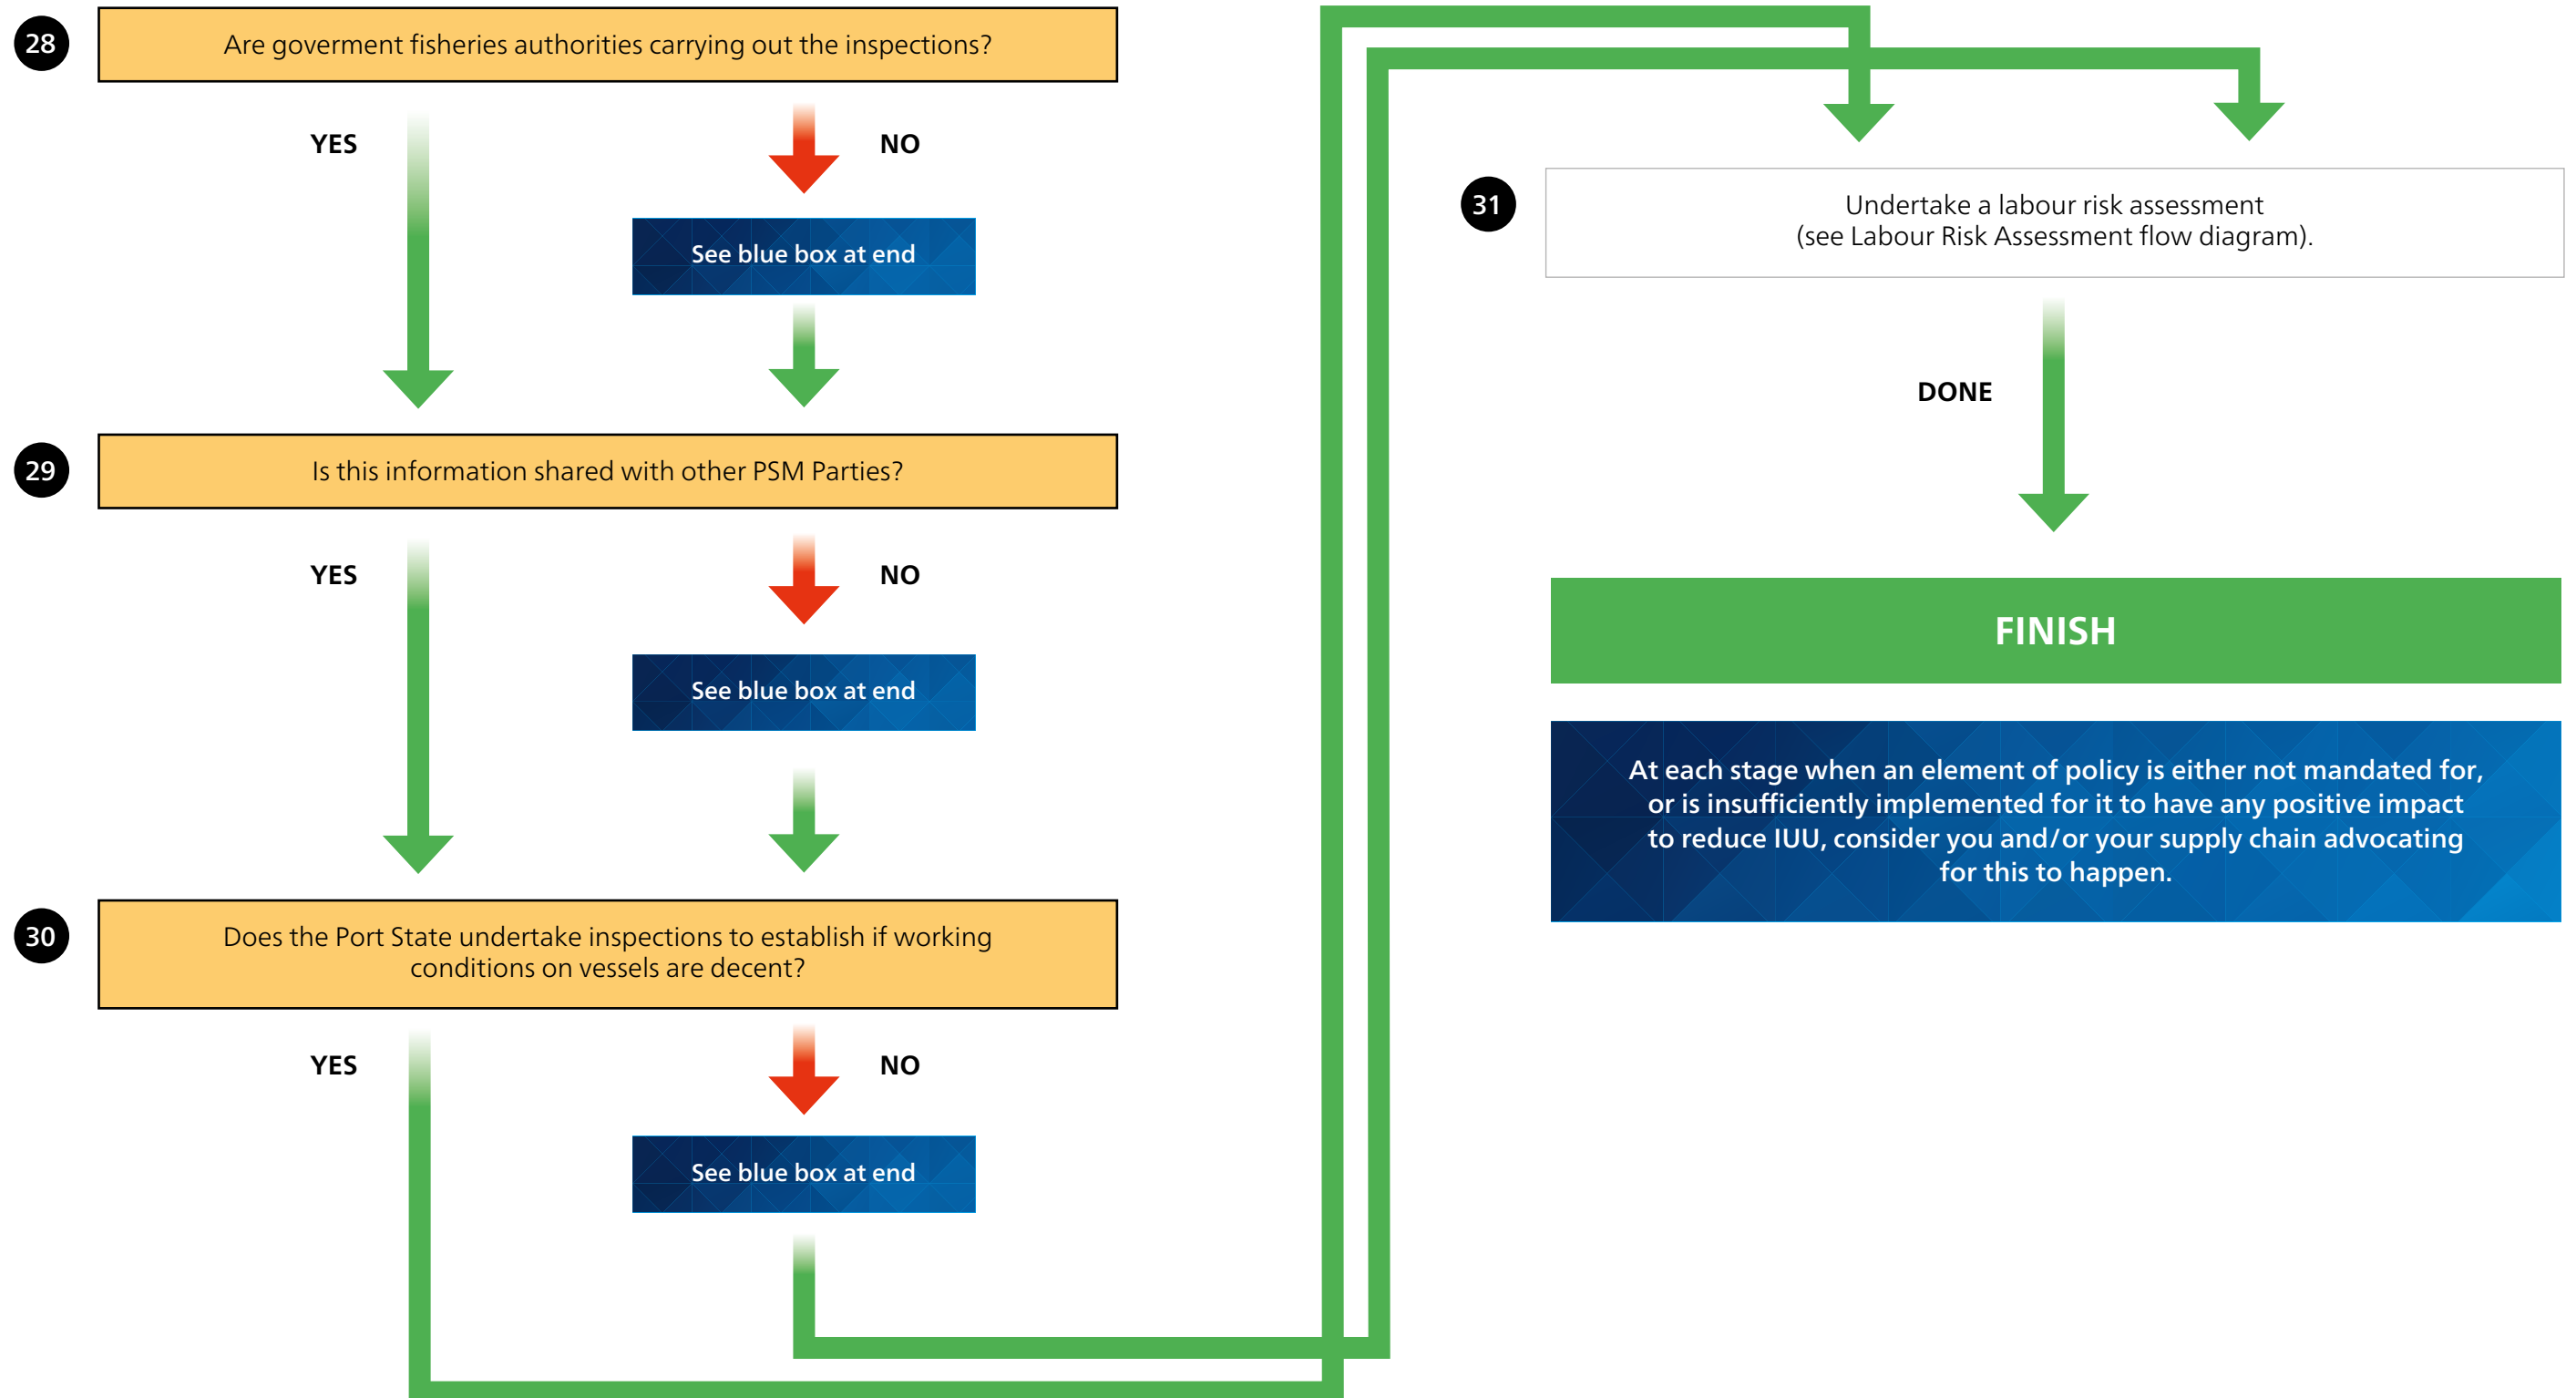 28
Are goverment fisheries authorities carrying out the inspections?
YES
NO
See blue box at end
29
Is this information shared with other PSM Parties?
YES
NO
See blue box at end
30
Does the Port State undertake inspections to establish if working
conditions on vessels are decent?
YES
NO
See blue box at end
31
Undertake a labour risk assessment
(see Labour Risk Assessment flow diagram).
DONE
FINISH
At each stage when an element of policy is either not mandated for,
or is insufficiently implemented for it to have any positive impact
to reduce IUU, consider you and/or your supply chain advocating
for this to happen.